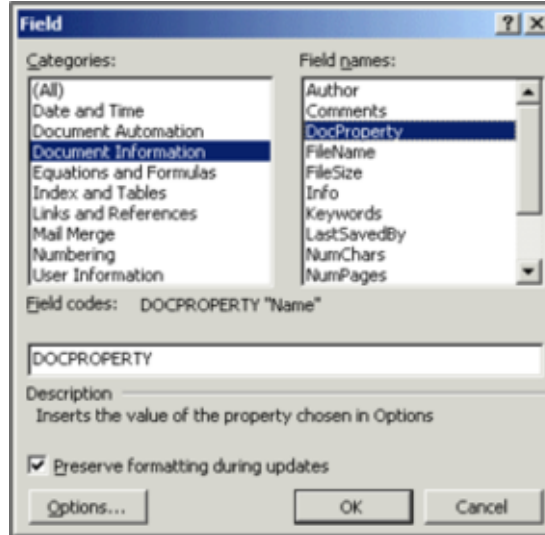 Field
Categories:
(All)
Date and Time
Document Automation
Document Information
Equations and Formulas
Index and Tables
Links and References
Mail Merge
Numbering
User Information
Field names:
Author
Comments
DocProperty
FileName
FileSize
Info
Keywords
LastSavedBy
NumChars
NumPages
Field codes: DOCPROPERTY "Name"
DOCPROPERTY
Description
Inserts the value of the property chosen in Options
Preserve formatting during updates
Options...
OK
Cancel